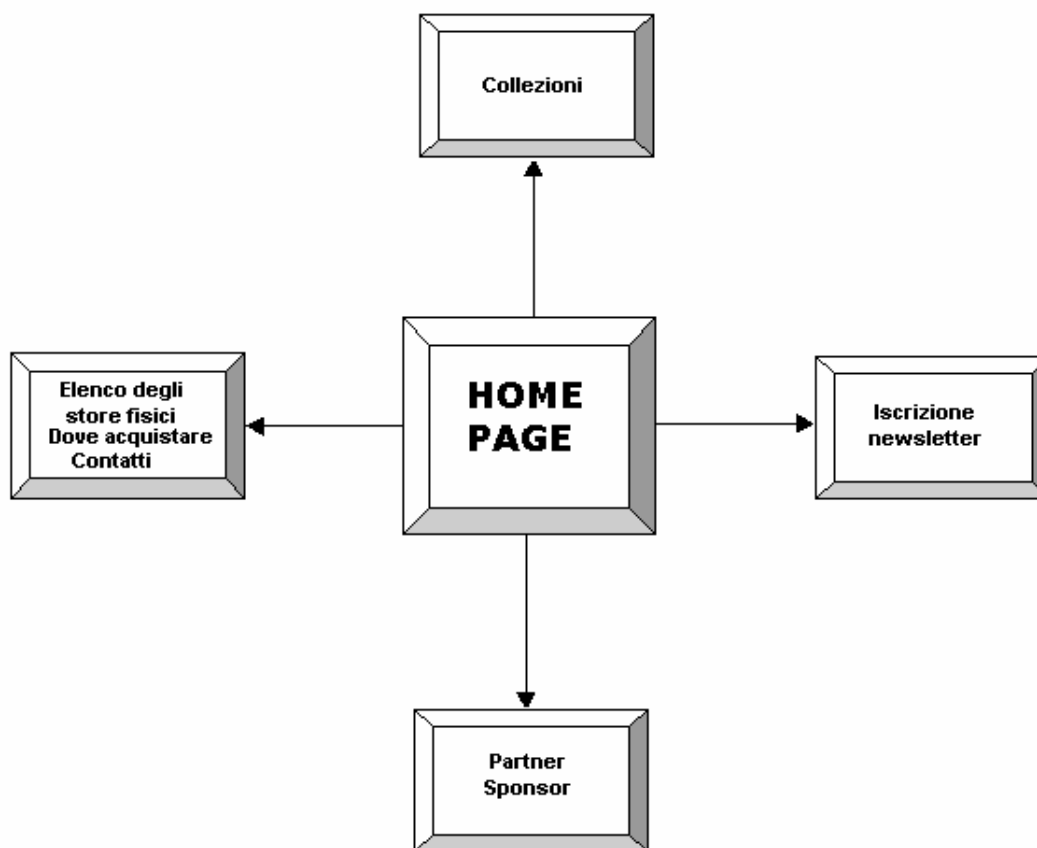 Collezioni
Elenco degli
store fisici
Dove acquistare
Contatti
HOME
PAGE
Iscrizione
newsletter
Partner
Sponsor